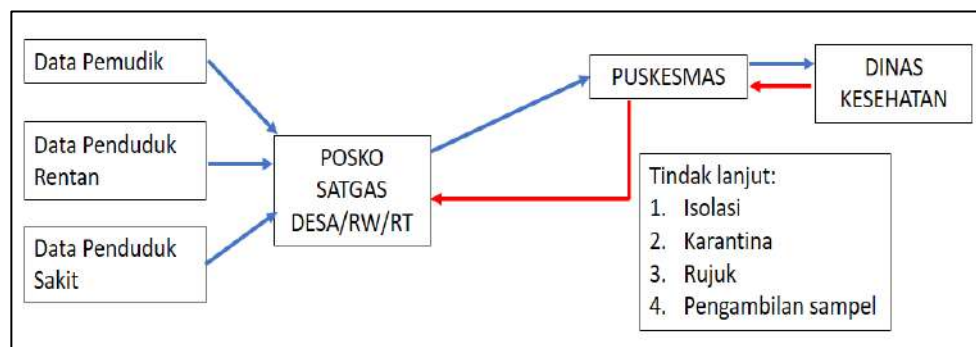 Data Pemudik
Data Penduduk
Rentan
Data Penduduk
Sakit
POSKO
SATGAS
DESA/RW/RT
PUSKESMAS
DINAS
KESEHATAN
Tindak lanjut:
1. Isolasi
2. Karantina
3. Rujuk
4. Pengambilan sampel